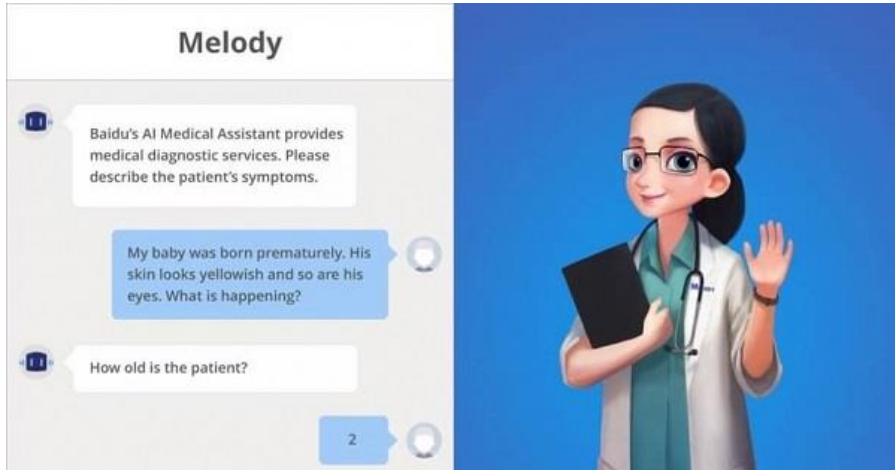 Melody
Baidu's AI Medical Assistant provides
medical diagnostic services. Please
describe the patient's symptoms.
My baby was born prematurely. His
skin looks yellowish and so are his
eyes. What is happening?
How old is the patient?
2